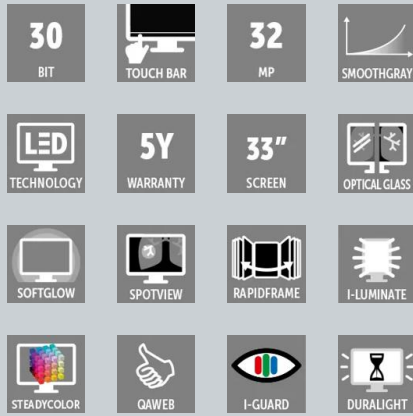 30
BIT
TOUCH BAR
32
MP
SMOOTHGRAY
LED
TECHNOLOGY
5Y
WARRANTY
33"
SCREEN
OPTICAL GLASS
SOFTGLOW
SPOTVIEW
RAPIDFRAME
I-LUMINATE
STEADYCOLOR
QAWEB
I-GUARD
DURALIGHT